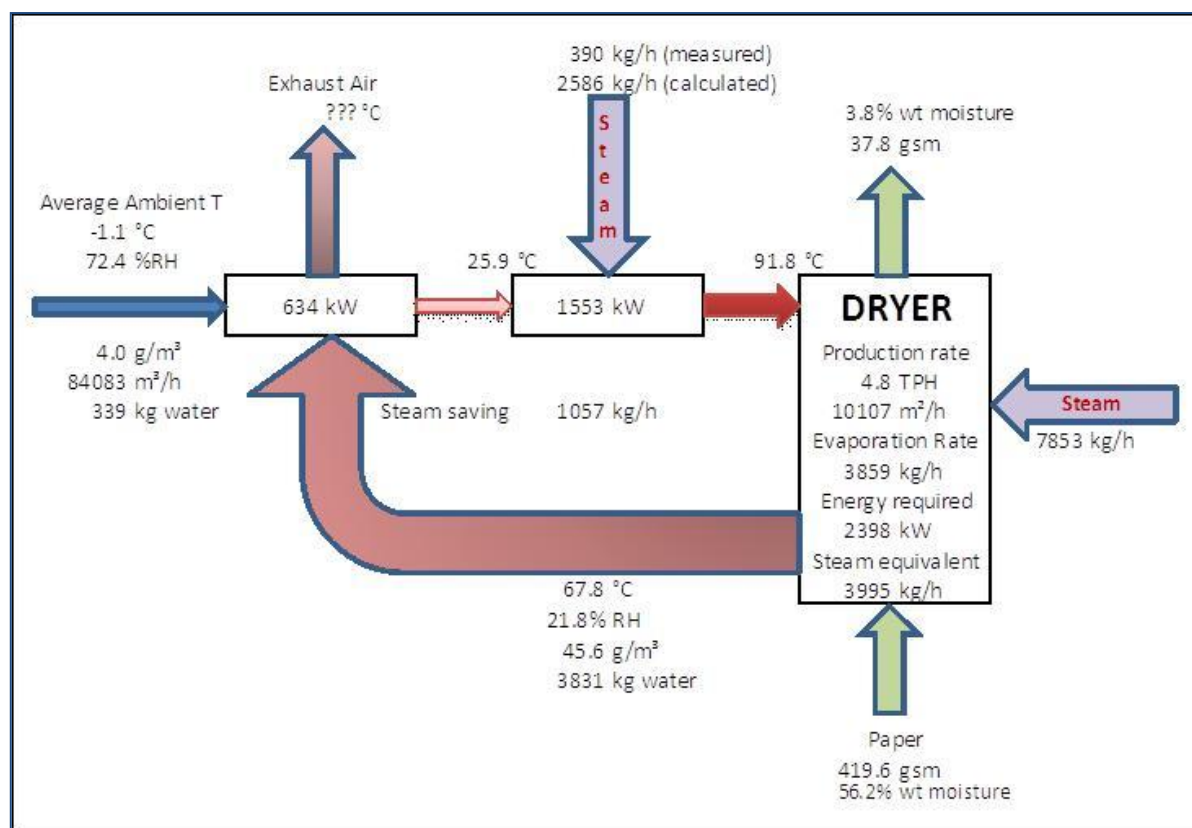 390 kg/h (measured)
2586 kg/h (calculated)
Exhaust Air
??? °C
Steam
3.8% wt moisture
37.8 gsm
Average Ambient T
-1.1 °C
72.4 %RH
25.9 °C
91.8 °C
634 kW
1553 kW
DRYER
Production rate
4.8 TPH
10107 m²/h
Evaporation Rate
3859 kg/h
Energy required
2398 kW
Steam equivalent
3995 kg/h
4.0 g/m³
84083 m³/h
339 kg water
Steam saving
1057 kg/h
Steam
7853 kg/h
67.8 °C
21.8% RH
45.6 g/m³
3831 kg water
Paper
419.6 gsm
56.2% wt moisture